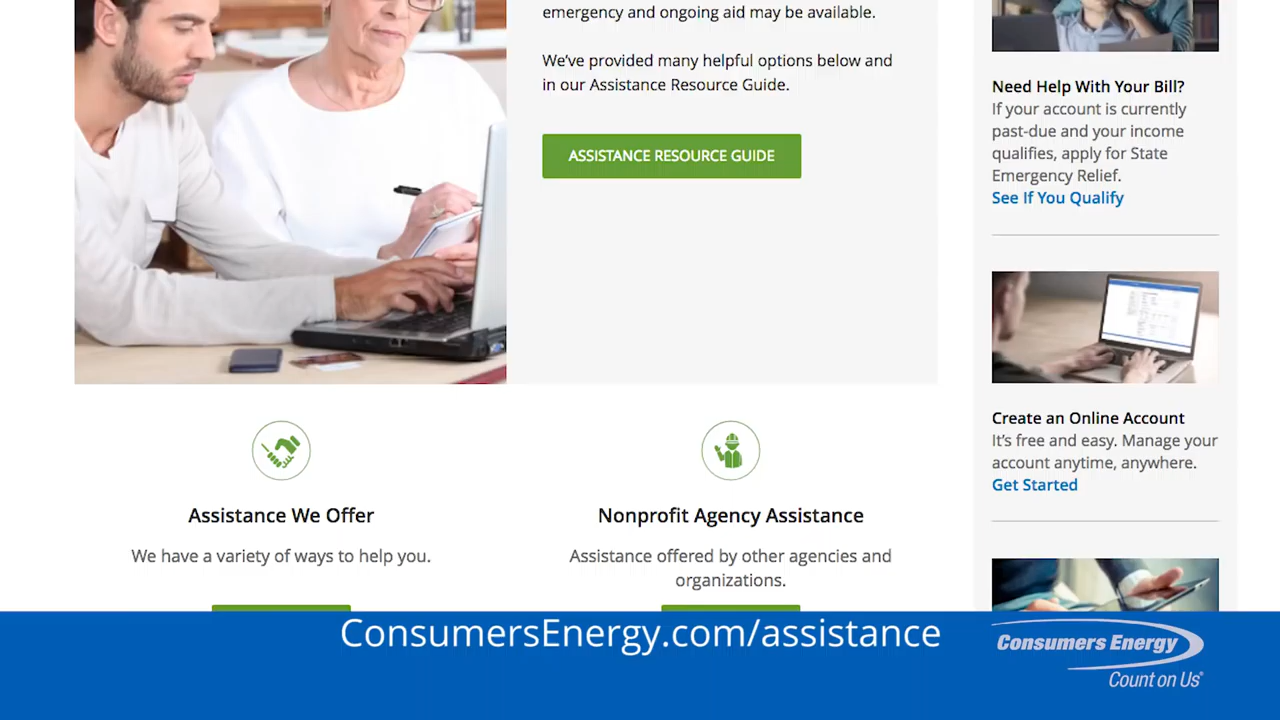 emergency and ongoing aid may be available.
We've provided many helpful options below and
in our Assistance Resource Guide.
ASSISTANCE RESOURCE GUIDE
Need Help With Your Bill?
If your account is currently
past-due and your income
qualifies, apply for State
Emergency Relief.
See If You Qualify
Create an Online Account
It's free and easy. Manage your
account anytime, anywhere.
Get Started
Assistance We Offer
We have a variety of ways to help you.
Nonprofit Agency Assistance
Assistance offered by other agencies and
organizations.
ConsumersEnergy.com/assistance
Consumers Energy
Count on Us®